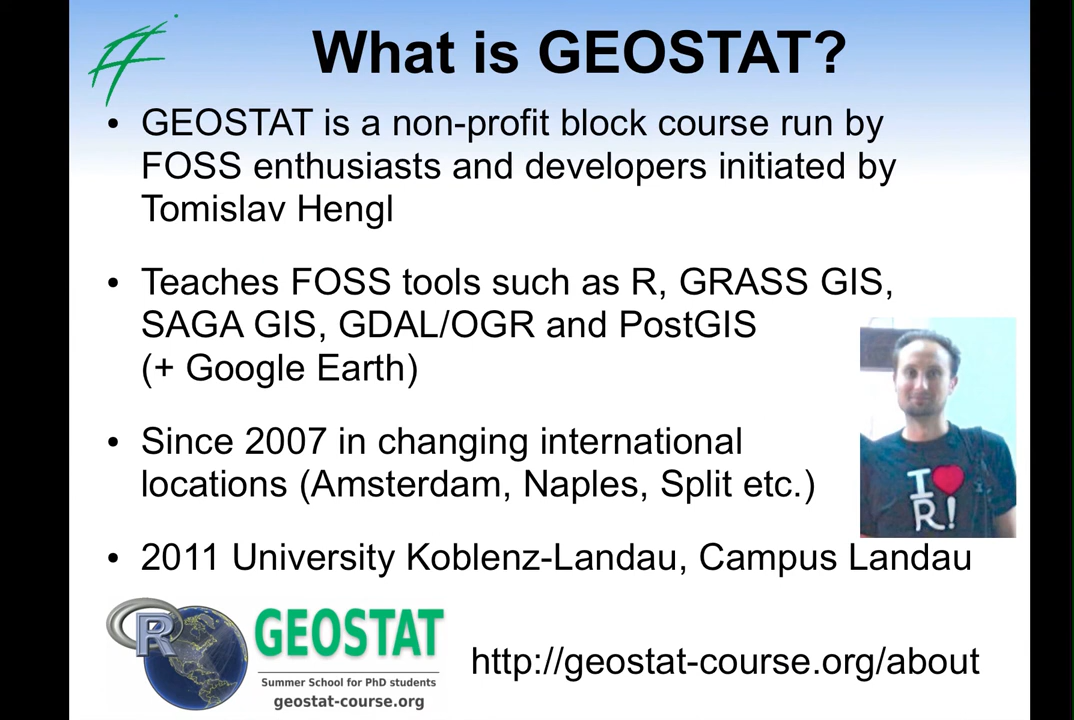 What is GEOSTAT?
• GEOSTAT is a non-profit block course run by
FOSS enthusiasts and developers initiated by
Tomislav Hengl
• Teaches FOSS tools such as R, GRASS GIS,
SAGA GIS, GDAL/OGR and PostGIS
(+ Google Earth)
• Since 2007 in changing international
locations (Amsterdam, Naples, Split etc.)
I
R!
• 2011 University Koblenz-Landau, Campus Landau
R
GEOSTAT
Summer School for PhD students
geostat-course.org
http://geostat-course.org/about